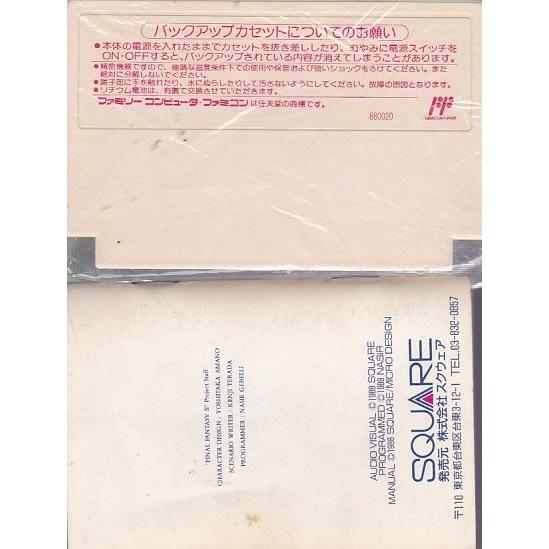 バックアップカセットについてのお願い
●本体の電源を入れたままでカセットを抜き差ししたり、むやみに電源スイッチを
ON・OFFすると、バックアップされている内容が消えてしまうことがあります。
●精密機器ですので、極端な温度条件下での使用や保管および強いショックをさけてください。また
絶対に分解しないでください。
●端子部に手を触れたり、水にぬらしたりして汚さないようにしてください。故障の原因となります。
●リチウム電池は、有償で交換させていただきます。
ファミリーコンピュータ・ファミコンは任天堂の商標です。
880920
"FINAL FANTASY II" Project Staff
CHARACTER DESIGN : YOSHITAKA AMANO
SCENARIO WRITER : KENJI TERADA
PROGRAMMER : NASIR GEBELLI
AUDIO VISUAL ©1988 SQUARE
PROGRAMMED ©1988 NASIR
MANUAL ©1988 SQUARE/MICRO DESIGN
SQUARE
発売元 株式会社 スクウェア
〒110 東京都台東区台東3-12-1 TEL.03-832-0857